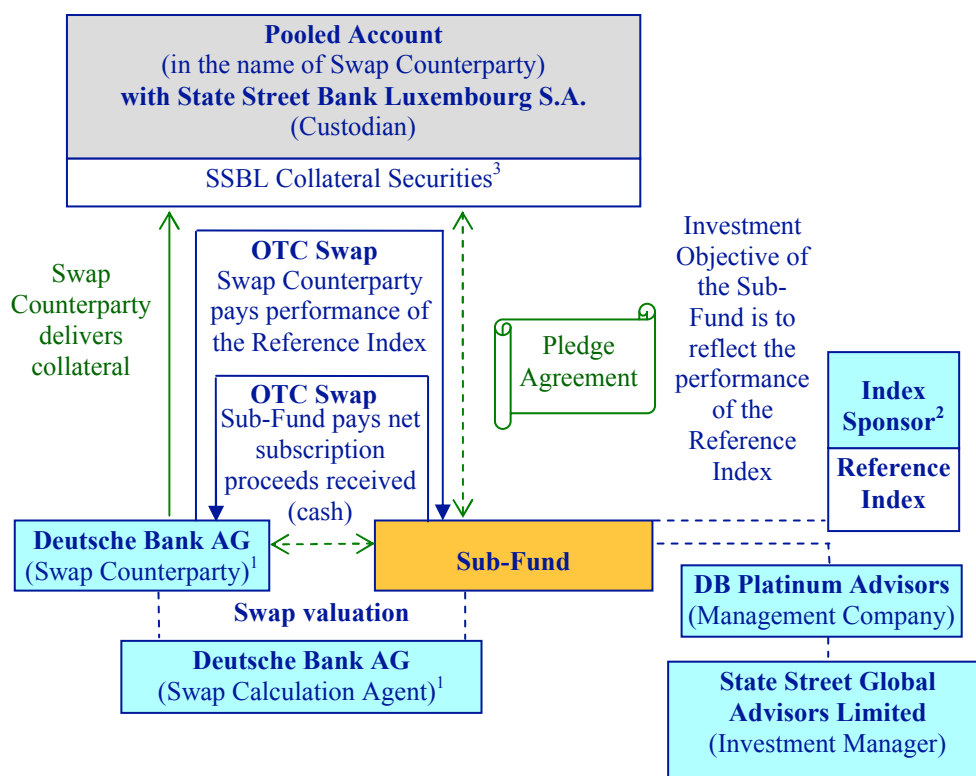 Pooled Account
(in the name of Swap Counterparty)
with State Street Bank Luxembourg S.A.
(Custodian)
SSBL Collateral Securities³
Swap
Counterparty
delivers
collateral
OTC Swap
Swap Counterparty
pays performance of
the Reference Index
OTC Swap
Sub-Fund pays net
subscription
proceeds received
(cash)
Pledge
Agreement
Investment
Objective of
the Sub-
Fund is to
reflect the
performance
of the
Reference
Index
Index
Sponsor²
Reference
Index
Deutsche Bank AG
(Swap Counterparty)¹
Sub-Fund
Swap valuation
Deutsche Bank AG
(Swap Calculation Agent)¹
DB Platinum Advisors
(Management Company)
State Street Global
Advisors Limited
(Investment Manager)